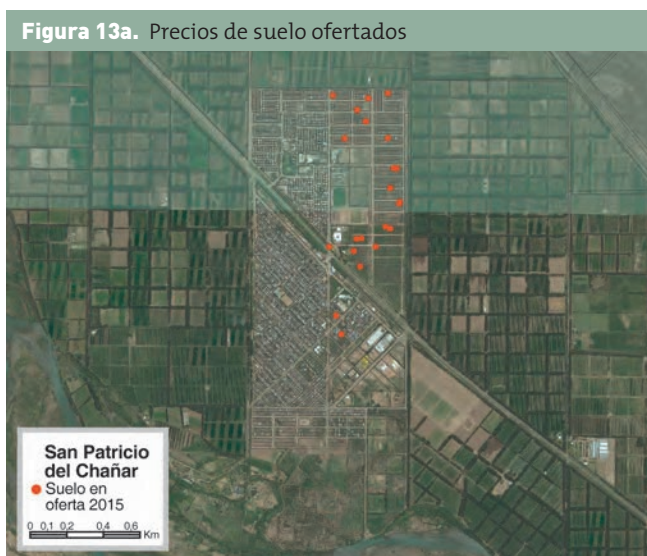 Figura 13a. Precios de suelo ofertados
San Patricio
del Chañar
Suelo en
oferta 2015
0 0,1 0,2 0,4 0,6
Km